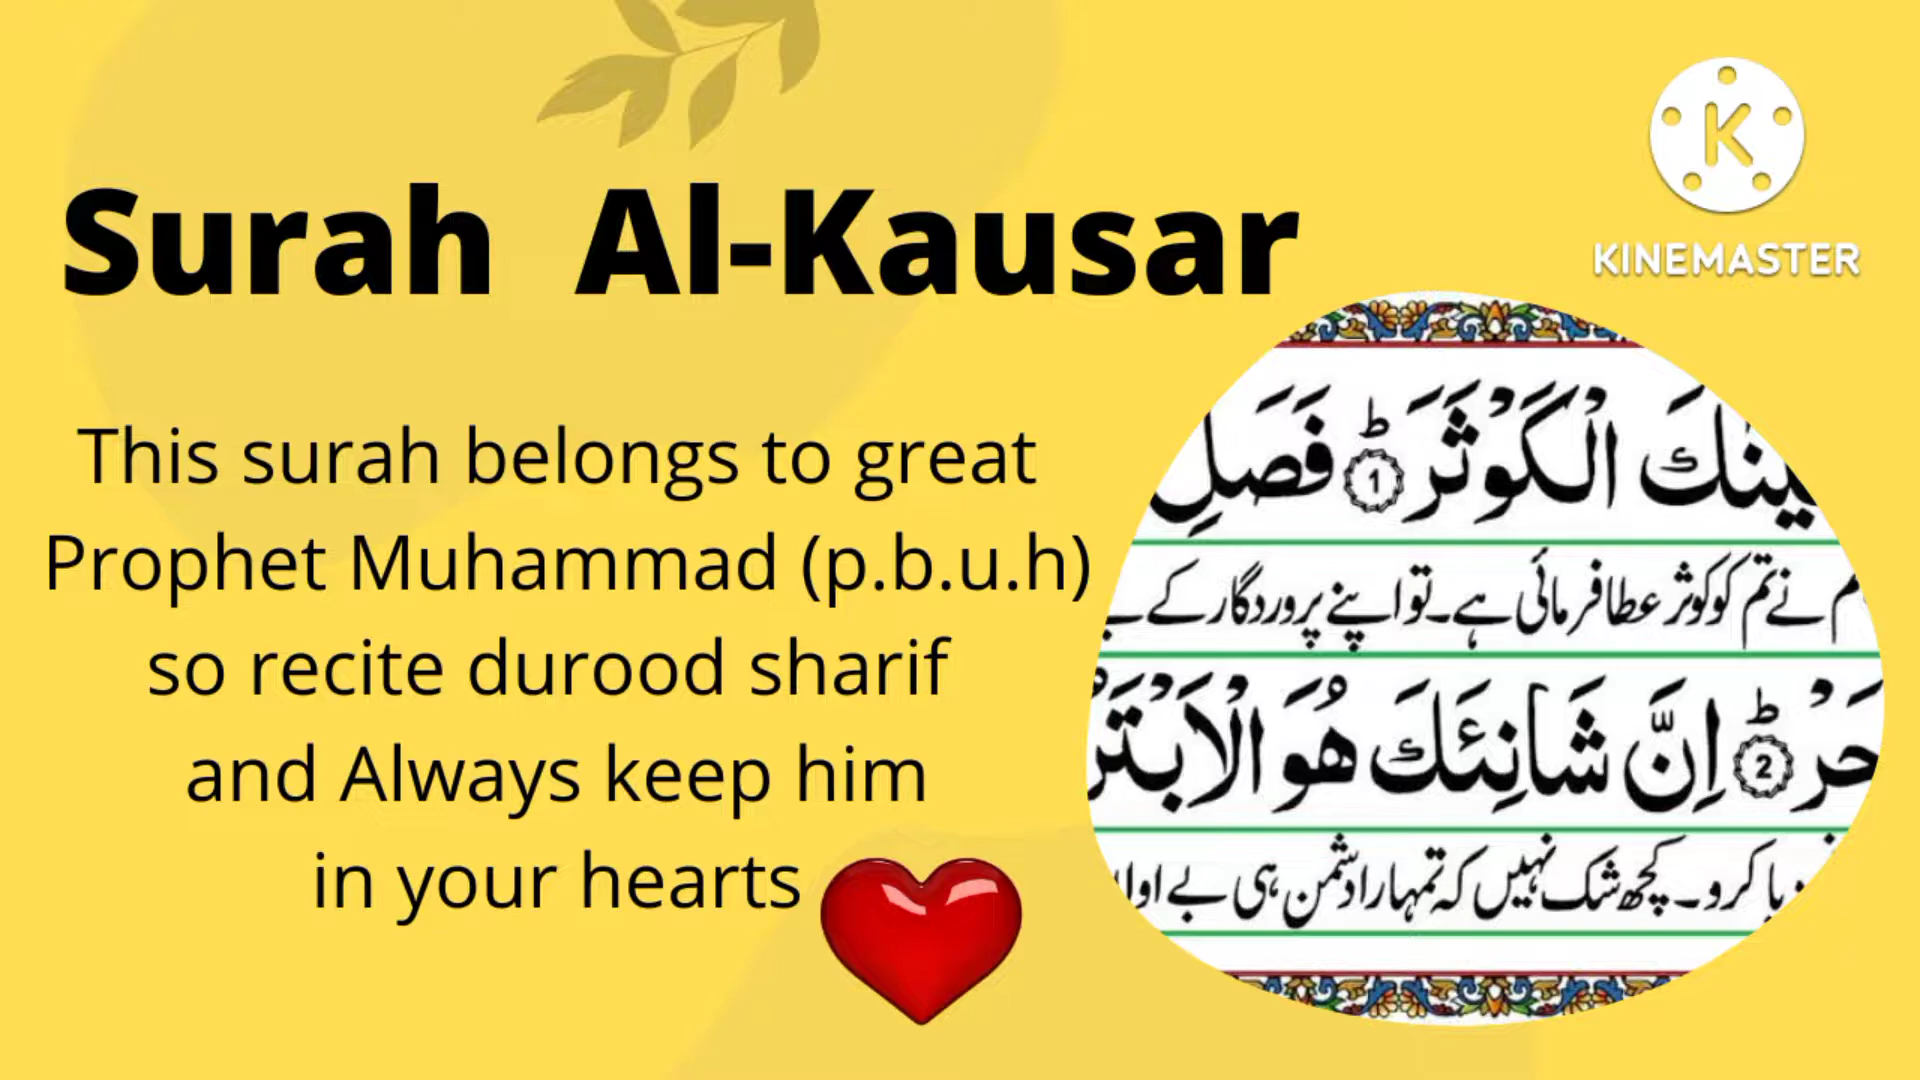 Surah Al-Kausar
KINEMASTER
This surah belongs to great
Prophet Muhammad (p.b.u.h)
so recite durood sharif
and Always keep him
in your hearts
الْكَوْثَرَ ؕ‎ 1 فَصَلِّ
نے تم کو کوثر عطا فرمائی ہے۔ تو اپنے پروردگار کے
2 ؕ اِنَّ شَانِئَكَ هُوَ الْاَبْتَرُ
کرو۔ کچھ شک نہیں کہ تمہارا دشمن ہی بے